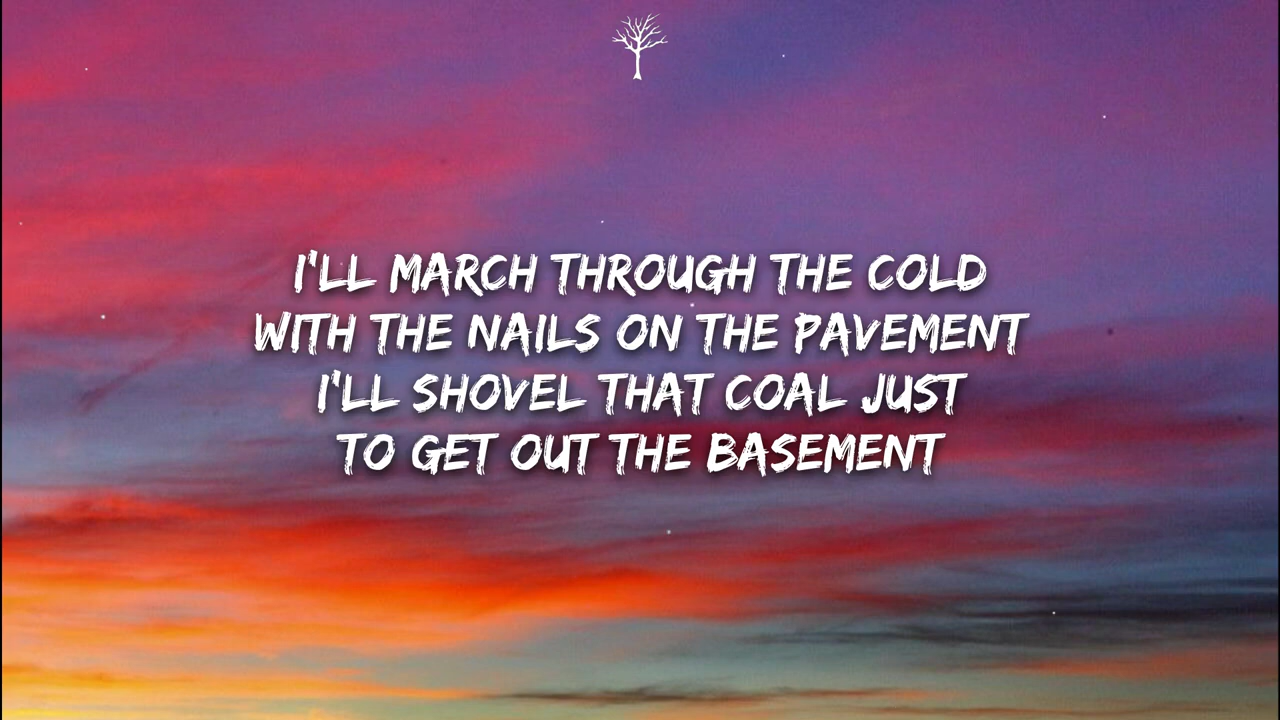 I'LL MARCH THROUGH THE COLD
WITH THE NAILS ON THE PAVEMENT
I'LL SHOVEL THAT COAL JUST
TO GET OUT THE BASEMENT